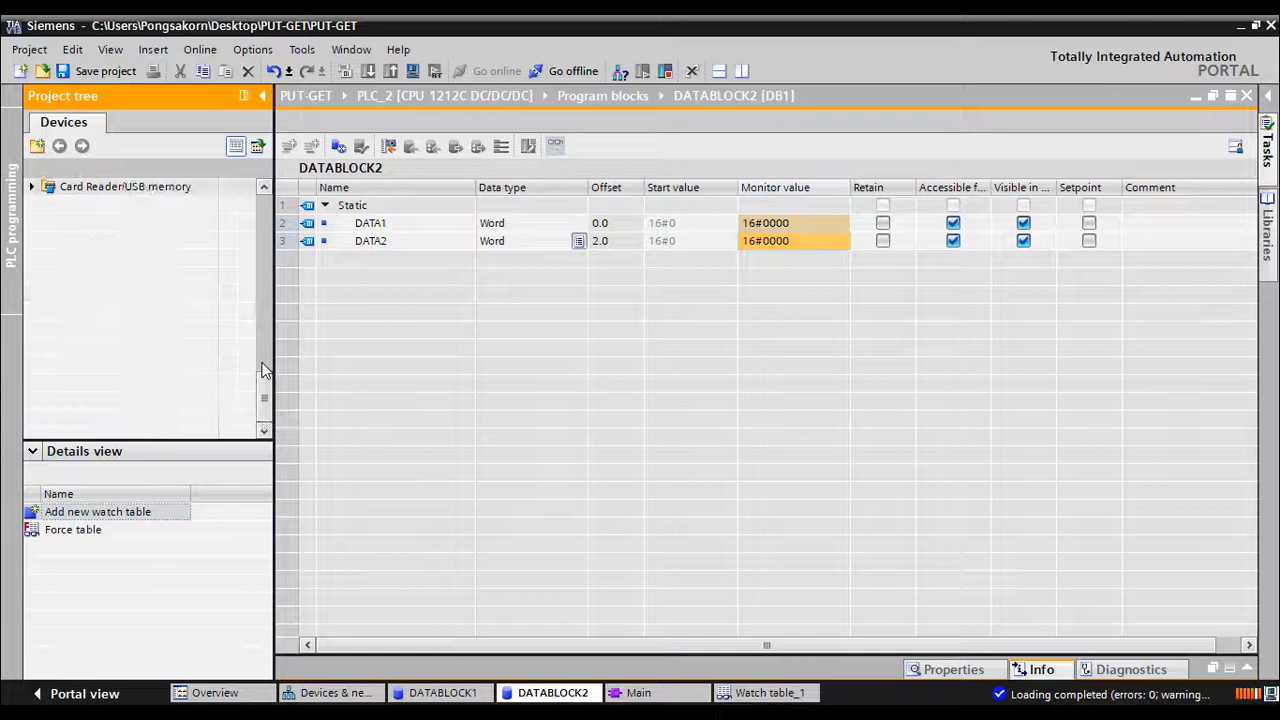 TIA V13 Siemens - C:\Users\Pongsakorn\Desktop\PUT-GET\PUT-GET
Project Edit View Insert Online Options Tools Window Help
Totally Integrated Automation
PORTAL
Save project Go online Go offline
Project tree
PUT-GET PLC_2 [CPU 1212C DC/DC/DC] Program blocks DATABLOCK2 [DB1]
Devices
Tasks
Libraries
PLC programming
DATABLOCK2
Card Reader/USB memory
Name Data type Offset Start value Monitor value Retain Accessible f... Visible in ... Setpoint Comment
1 Static
2 DATA1 Word 0.0 16#0 16#0000
3 DATA2 Word 2.0 16#0 16#0000
Details view
Name
Add new watch table
Force table
Properties Info Diagnostics
Portal view Overview Devices & ne... DATABLOCK1 DATABLOCK2 Main Watch table_1 Loading completed (errors: 0; warning...